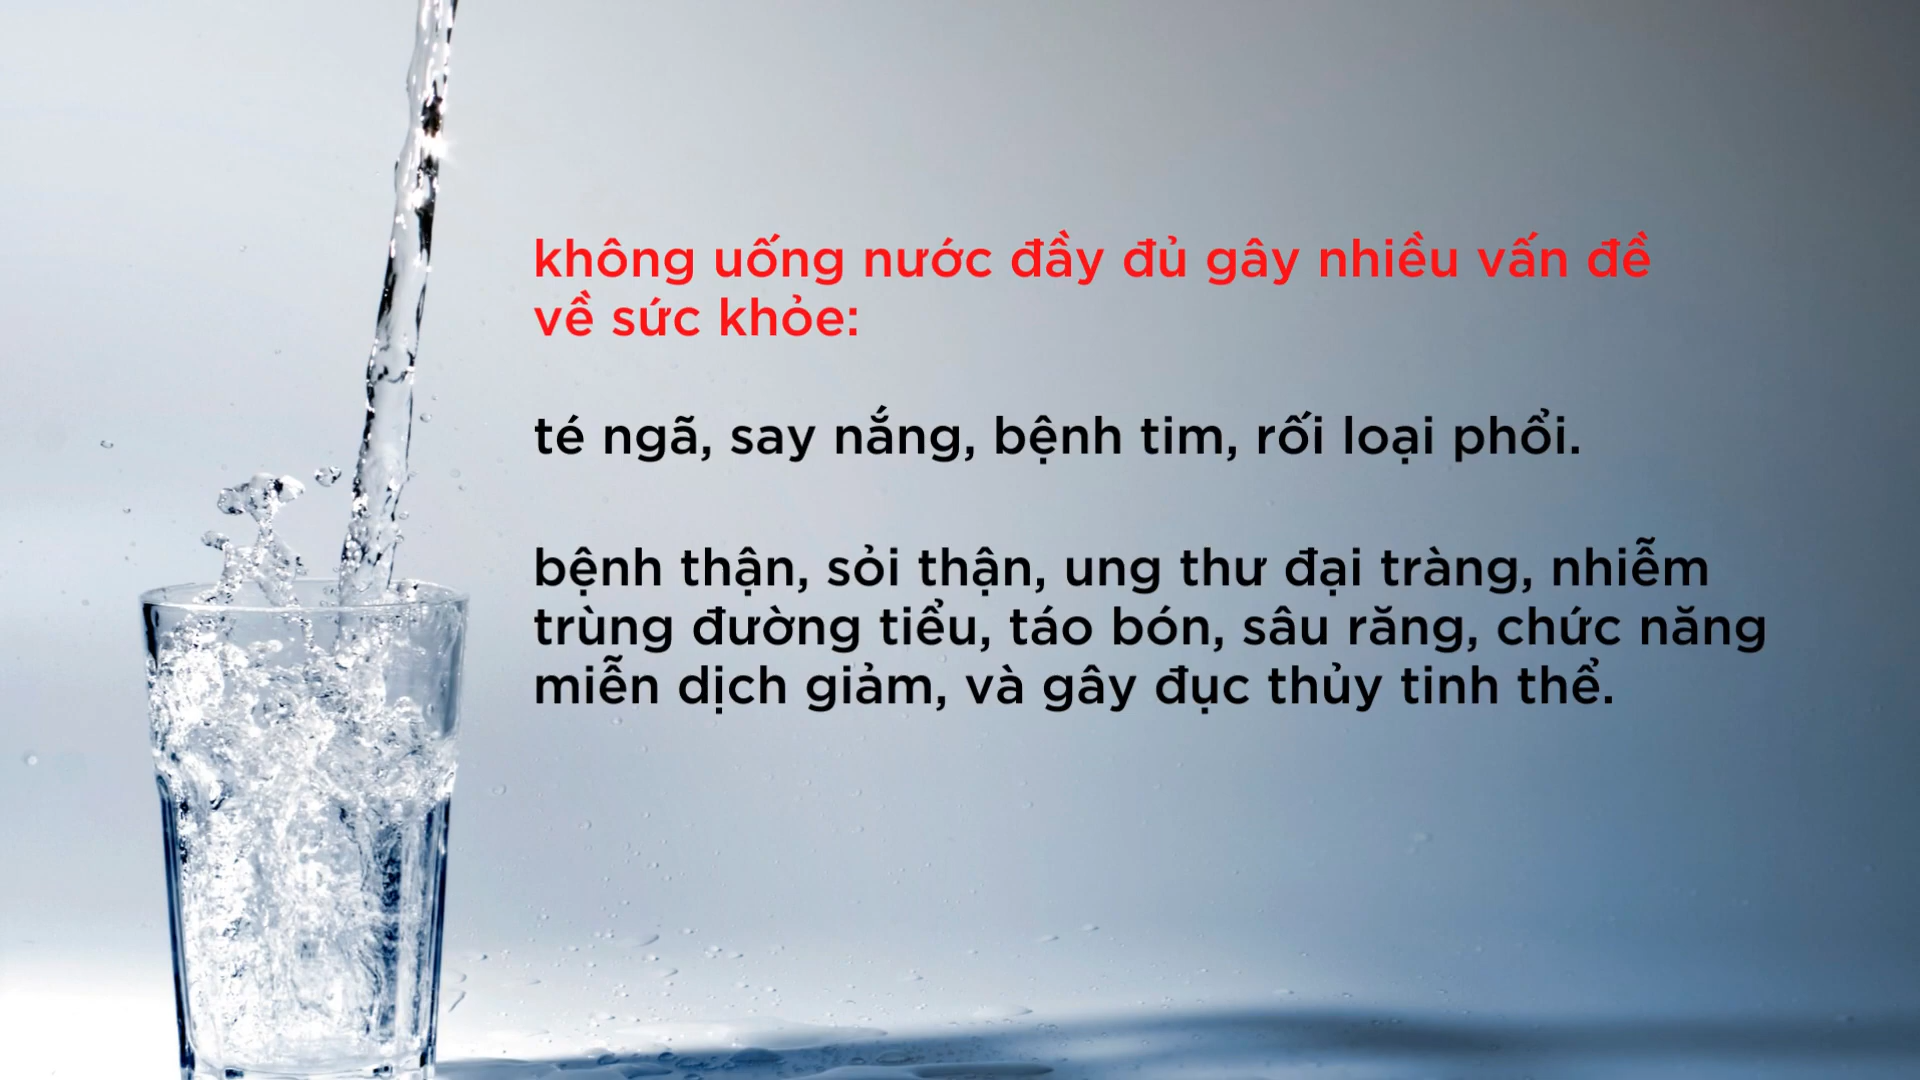 không uống nước đầy đủ gây nhiều vấn đề
về sức khỏe:
té ngã, say nắng, bệnh tim, rối loại phổi.
bệnh thận, sỏi thận, ung thư đại tràng, nhiễm
trùng đường tiểu, táo bón, sâu răng, chức năng
miễn dịch giảm, và gây đục thủy tinh thể.